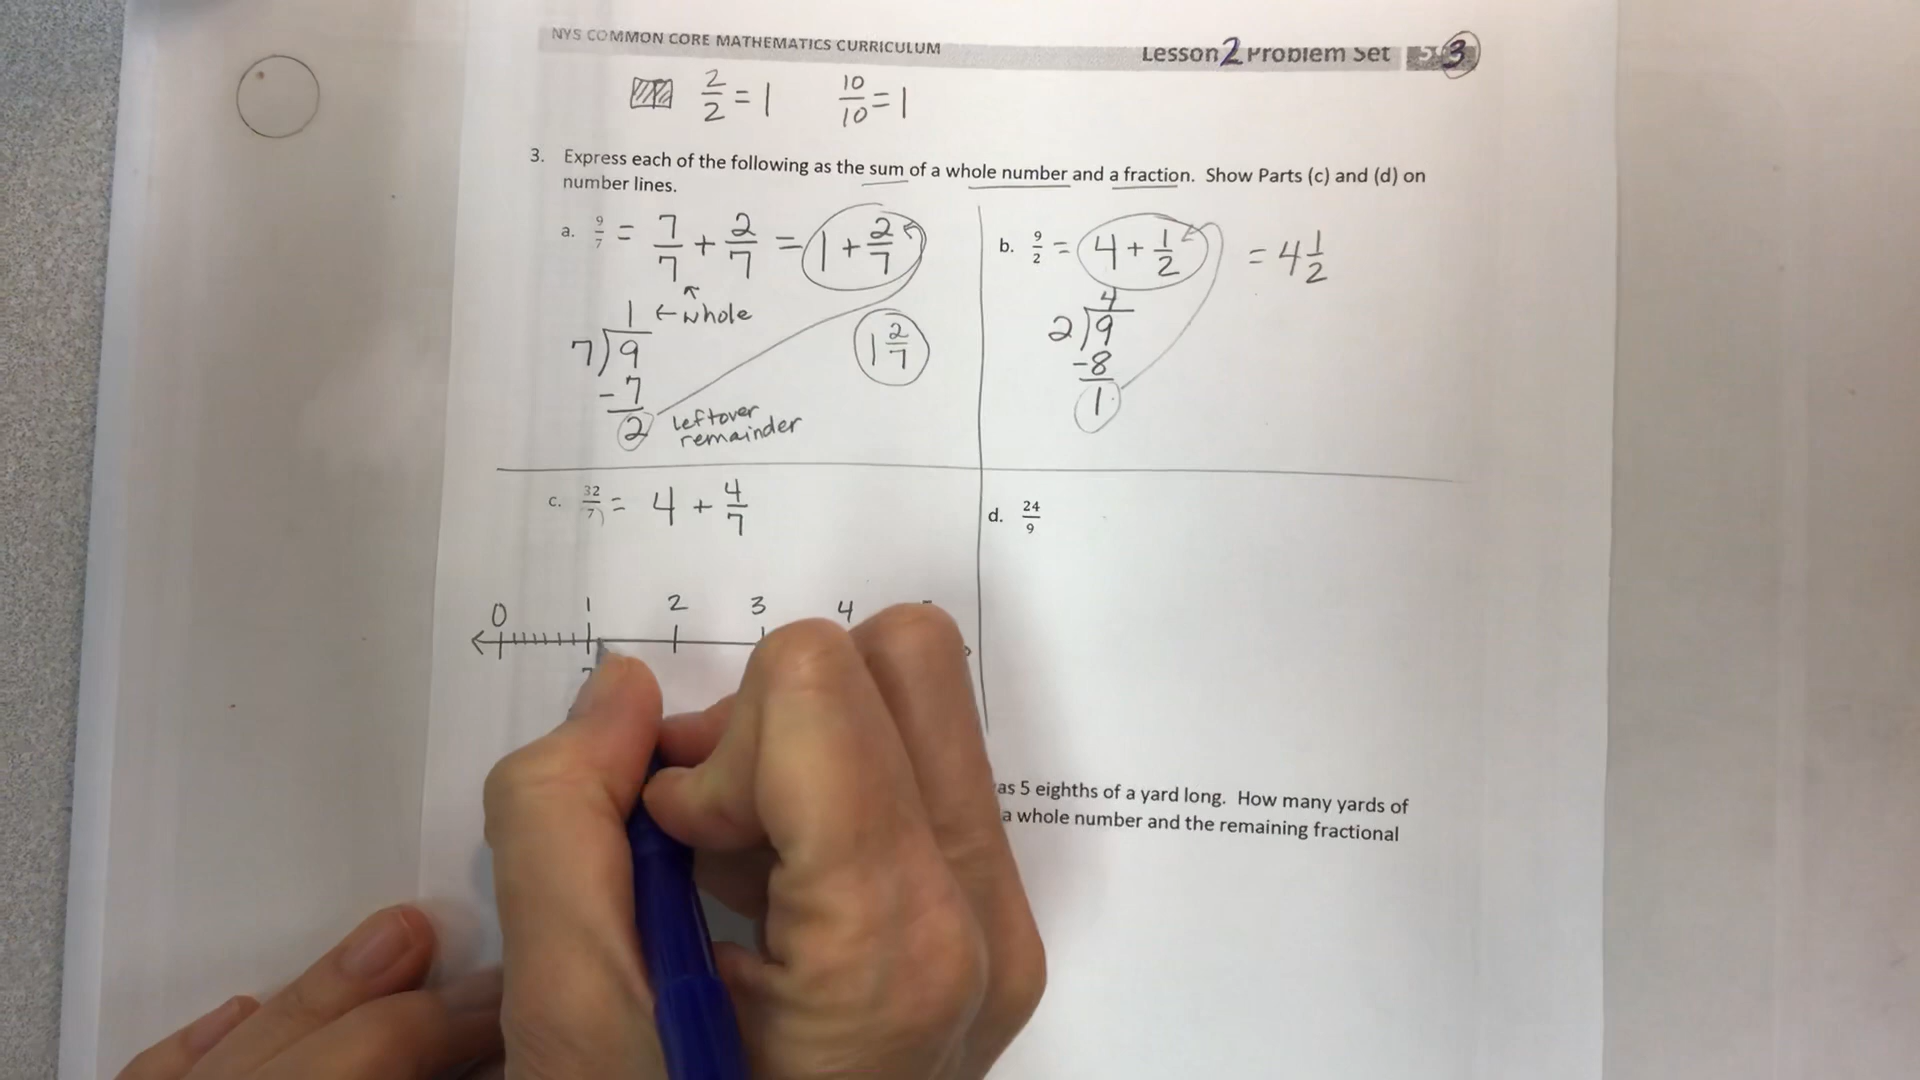 NYS COMMON CORE MATHEMATICS CURRICULUM
Lesson 2 Problem Set 5•3
2/2 = 1 10/10 = 1
3. Express each of the following as the sum of a whole number and a fraction. Show Parts (c) and (d) on
number lines.
a. 9/7 = 7/7 + 2/7 = 1 + 2/7
1 ← whole
7)9
-7
2 leftover
remainder
1 2/7
b. 9/2 = 4 + 1/2 = 4 1/2
4
2)9
-8
1
c. 32/7 = 4 + 4/7
0 1 2 3 4
d. 24/9
as 5 eighths of a yard long. How many yards of
a whole number and the remaining fractional